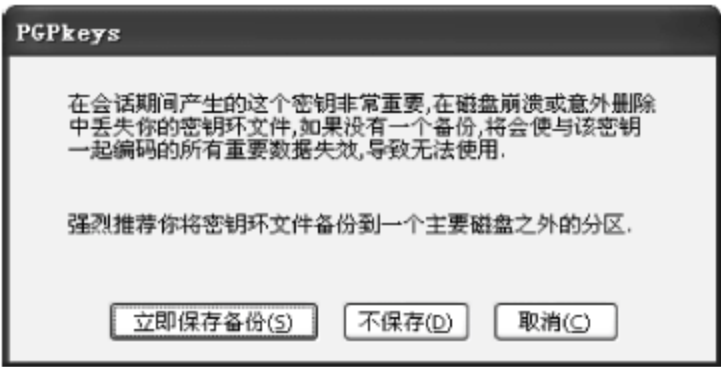 PGPkeys
在会话期间产生的这个密钥非常重要,在磁盘崩溃或意外删除
中丢失你的密钥环文件,如果没有一个备份,将会使与该密钥
一起编码的所有重要数据失效,导致无法使用.
强烈推荐你将密钥环文件备份到一个主要磁盘之外的分区.
立即保存备份(S) 不保存(D) 取消(C)